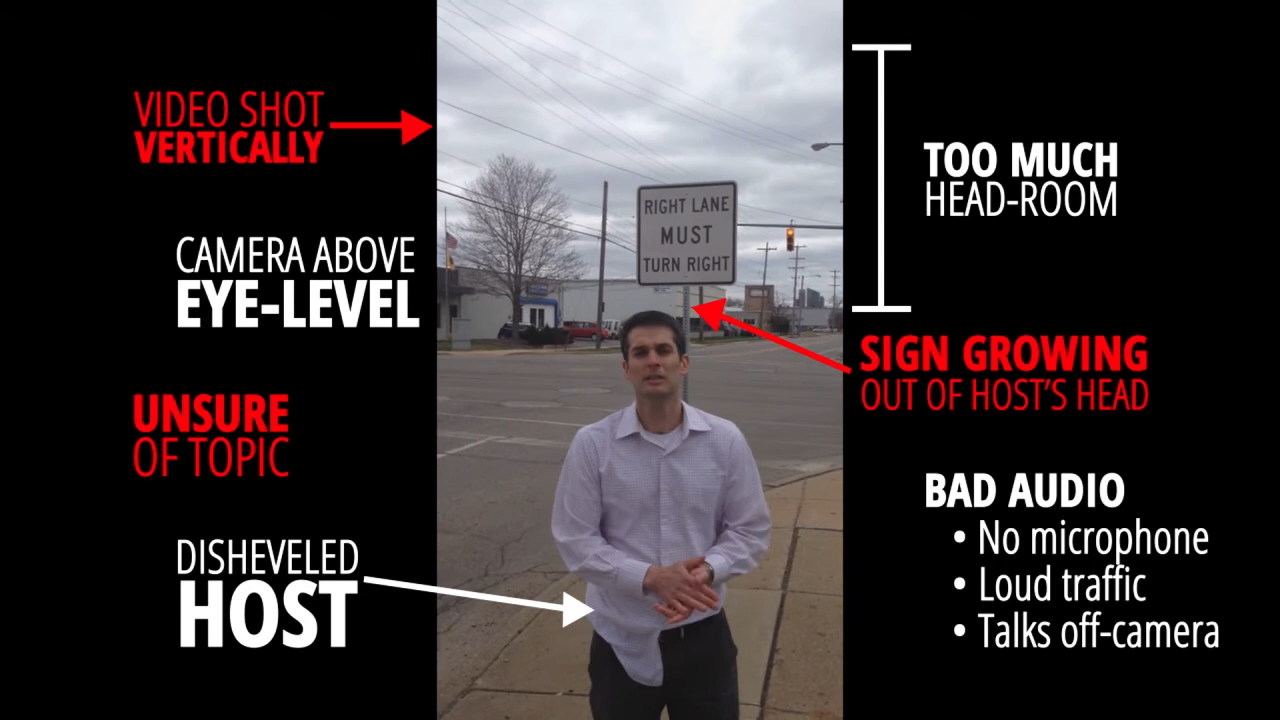 VIDEO SHOT
VERTICALLY
CAMERA ABOVE
EYE-LEVEL
UNSURE
OF TOPIC
DISHEVELED
HOST
RIGHT LANE
MUST
TURN RIGHT
TOO MUCH
HEAD-ROOM
SIGN GROWING
OUT OF HOST'S HEAD
BAD AUDIO
• No microphone
• Loud traffic
• Talks off-camera